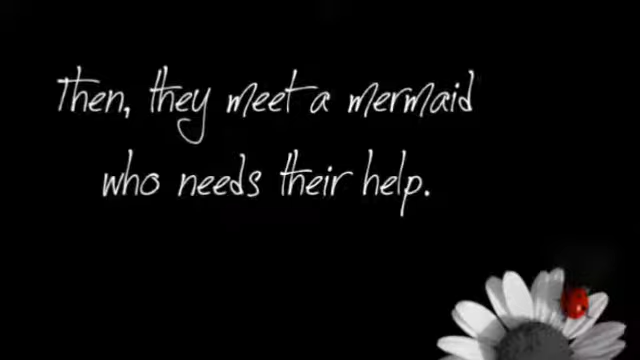 Then, they meet a mermaid
who needs their help.